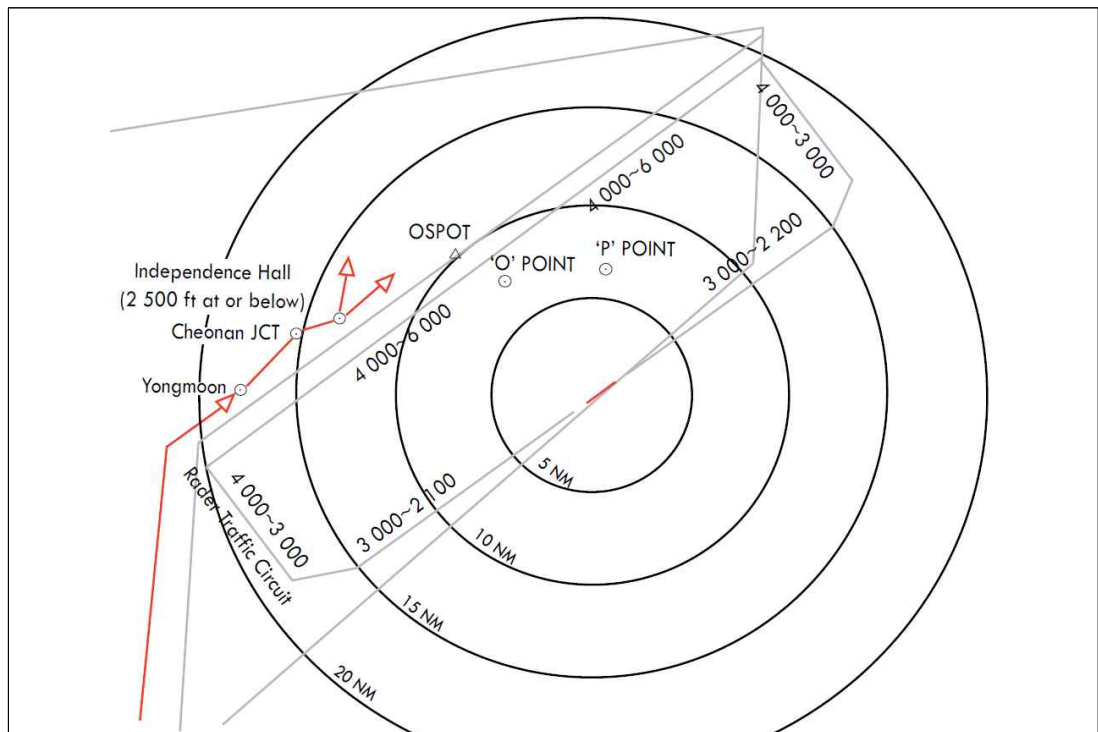 4 000~3 000
4 000~6 000
OSPOT
'O' POINT
'P' POINT
3 000~2 200
Independence Hall
(2 500 ft at or below)
Cheonan JCT
4 000~6 000
Yongmoon
5 NM
4 000~3 000
Rader Traffic Circuit
3 000~2 100
10 NM
15 NM
20 NM